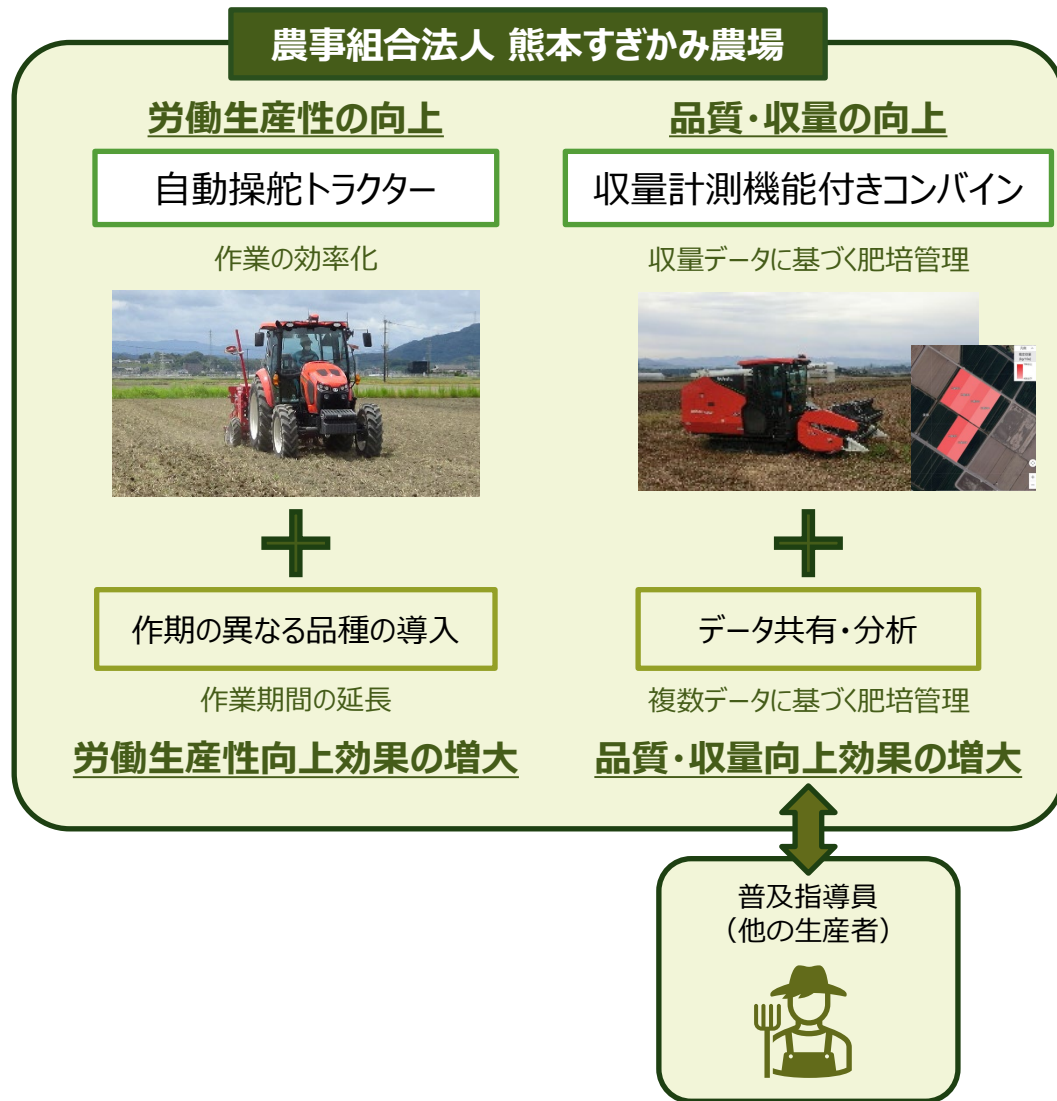 農事組合法人 熊本すぎかみ農場
労働生産性の向上
自動操舵トラクター
作業の効率化
作期の異なる品種の導入
作業期間の延長
労働生産性向上効果の増大
品質・収量の向上
収量計測機能付きコンバイン
収量データに基づく肥培管理
データ共有・分析
複数データに基づく肥培管理
品質・収量向上効果の増大
普及指導員
（他の生産者）